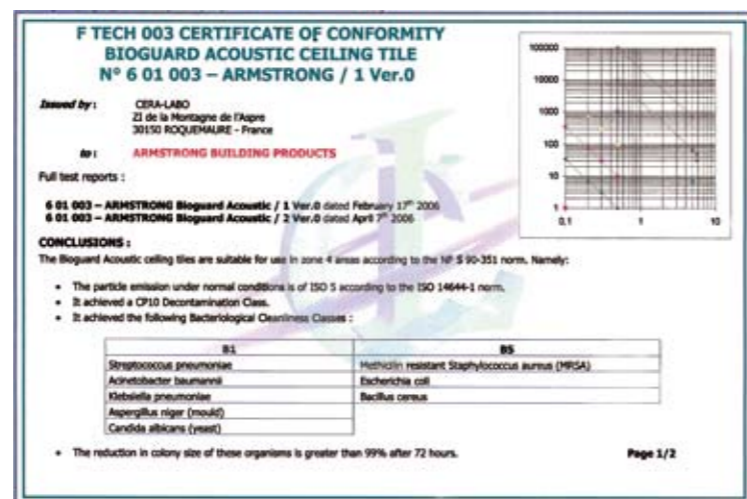 F TECH 003 CERTIFICATE OF CONFORMITY
BIOGUARD ACOUSTIC CEILING TILE
N° 6 01 003 – ARMSTRONG / 1 Ver.0
Issued by : CERA-LABO
ZI de la Montagne de l'Aspre
30150 ROQUEMAURE - France
to : ARMSTRONG BUILDING PRODUCTS
Full test reports :
6 01 003 – ARMSTRONG Bioguard Acoustic / 1 Ver.0 dated February 17th 2006
6 01 003 – ARMSTRONG Bioguard Acoustic / 2 Ver.0 dated April 7th 2006
100000
10000
1000
100
10
1
0,1 1 10
CONCLUSIONS :
The Bioguard Acoustic ceiling tiles are suitable for use in zone 4 areas according to the NF S 90-351 norm. Namely:
• The particle emission under normal conditions is of ISO 5 according to the ISO 14644-1 norm.
• It achieved a CP10 Decontamination Class.
• It achieved the following Bacteriological Cleanliness Classes :
B1 B5
Streptococcus pneumoniae Methicilin resistant Staphylococcus aureus (MRSA)
Acinetobacter baumannii Escherichia coli
Klebsiella pneumoniae Bacillus cereus
Aspergillus niger (mould)
Candida albicans (yeast)
• The reduction in colony size of these organisms is greater than 99% after 72 hours.
Page 1/2